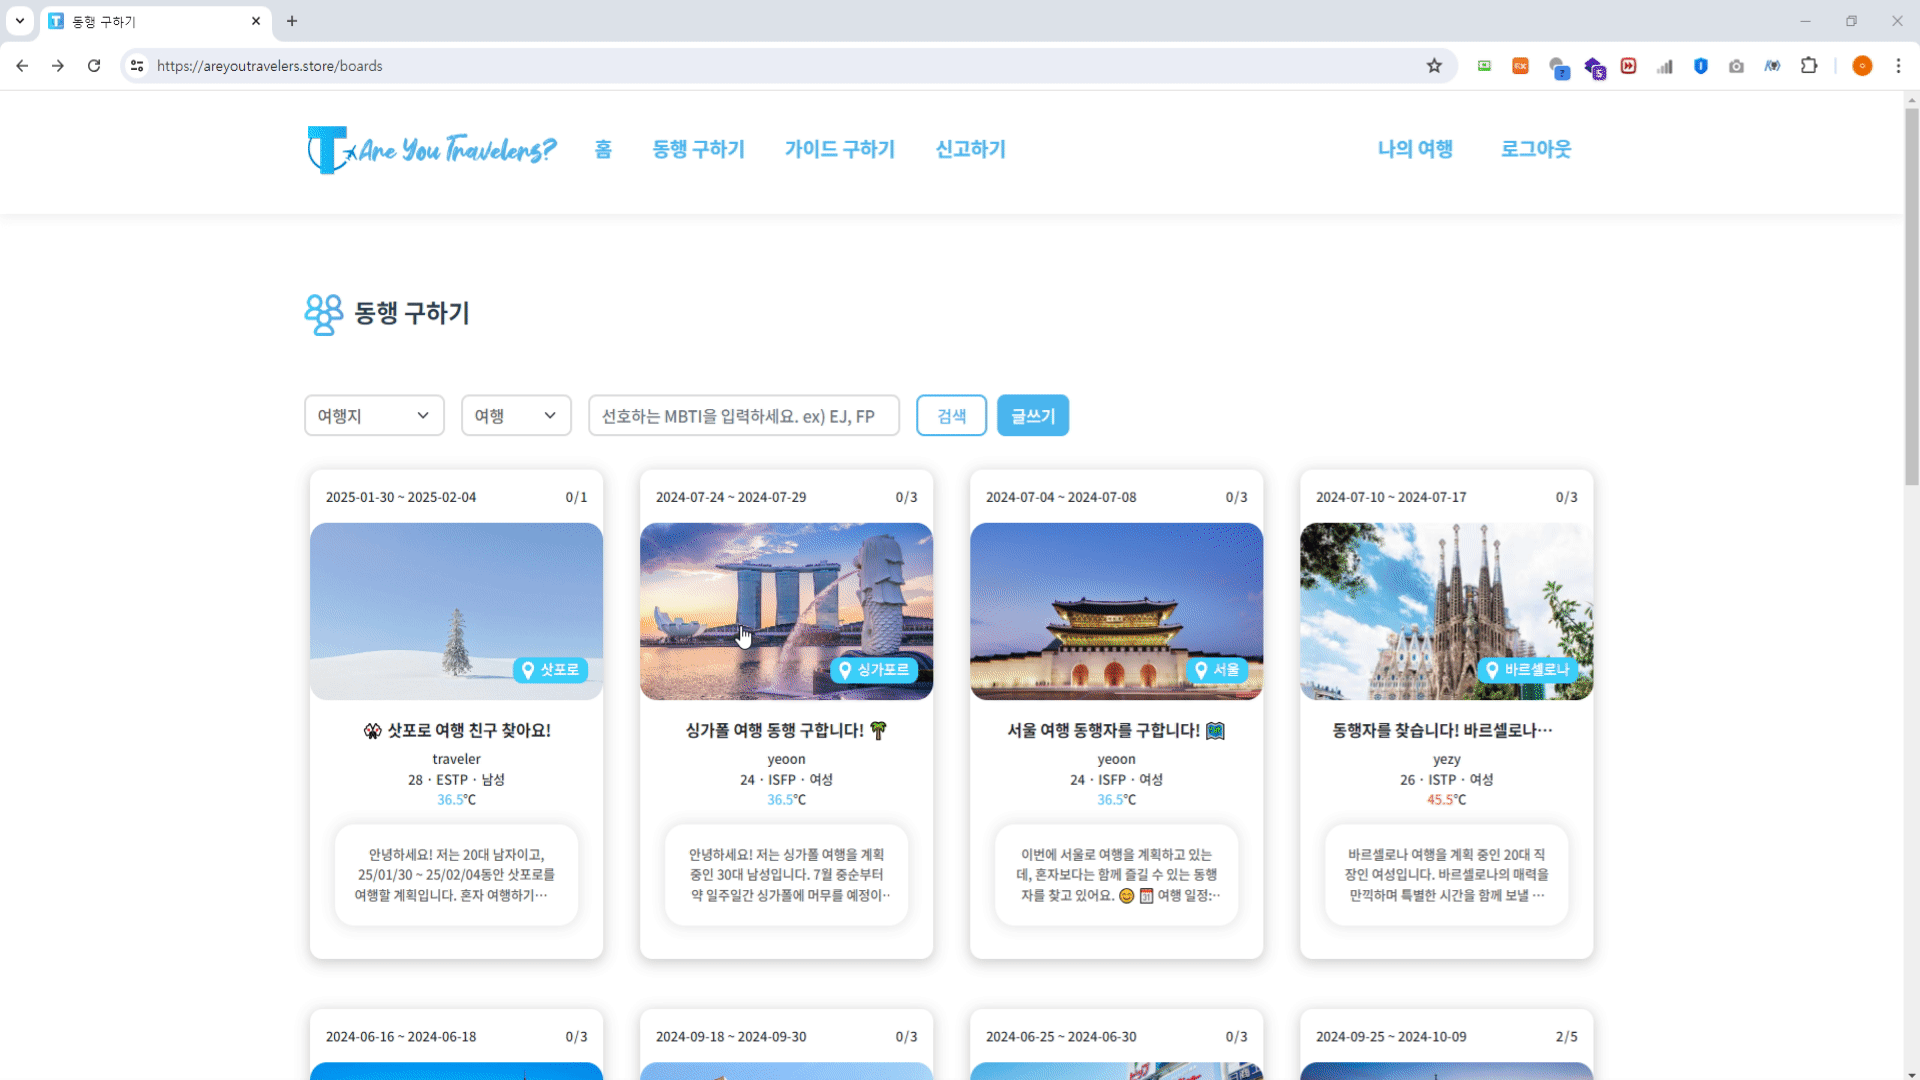 동행 구하기
https://areyoutravelers.store/boards
Are You Travelers?
홈
동행 구하기
가이드 구하기
신고하기
나의 여행
로그아웃
동행 구하기
여행지
여행
선호하는 MBTI을 입력하세요. ex) EJ, FP
검색
글쓰기
2025-01-30 ~ 2025-02-04 0/1
삿포로
삿포로 여행 친구 찾아요!
traveler
28 · ESTP · 남성
36.5℃
안녕하세요! 저는 20대 남자이고,
25/01/30 ~ 25/02/04동안 삿포로를
여행할 계획입니다. 혼자 여행하기…
2024-07-24 ~ 2024-07-29 0/3
싱가포르
싱가폴 여행 동행 구합니다! 🌴
yeoon
24 · ISFP · 여성
36.5℃
안녕하세요! 저는 싱가폴 여행을 계획
중인 30대 남성입니다. 7월 중순부터
약 일주일간 싱가폴에 머무를 예정이…
2024-07-04 ~ 2024-07-08 0/3
서울
서울 여행 동행자를 구합니다! 🗺️
yeoon
24 · ISFP · 여성
36.5℃
이번에 서울로 여행을 계획하고 있는
데, 혼자보다는 함께 즐길 수 있는 동행
자를 찾고 있어요. 😊 📅 여행 일정:…
2024-07-10 ~ 2024-07-17 0/3
바르셀로나
동행자를 찾습니다! 바르셀로나…
yezy
26 · ISTP · 여성
45.5℃
바르셀로나 여행을 계획 중인 20대 직
장인 여성입니다. 바르셀로나의 매력을
만끽하며 특별한 시간을 함께 보낼 …
2024-06-16 ~ 2024-06-18 0/3
2024-09-18 ~ 2024-09-30 0/3
2024-06-25 ~ 2024-06-30 0/3
2024-09-25 ~ 2024-10-09 2/5